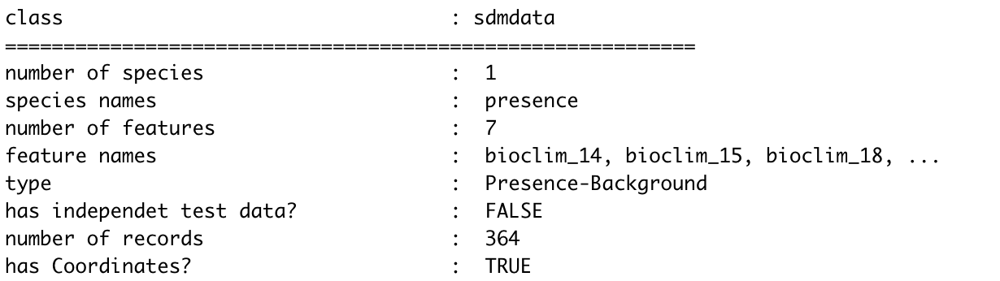 class : sdmdata
===========================================================
number of species : 1
species names : presence
number of features : 7
feature names : bioclim_14, bioclim_15, bioclim_18, ...
type : Presence-Background
has independet test data? : FALSE
number of records : 364
has Coordinates? : TRUE